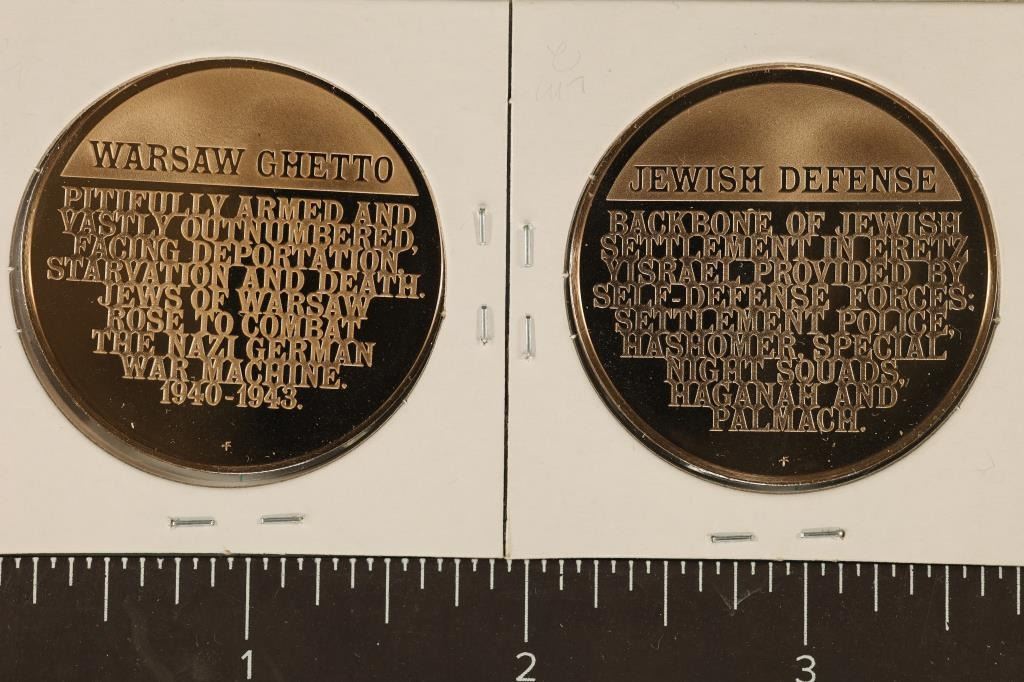 WARSAW GHETTO
PITIFULLY ARMED AND
VASTLY OUTNUMBERED,
FACING DEPORTATION,
STARVATION AND DEATH.
JEWS OF WARSAW
ROSE TO COMBAT
THE NAZI GERMAN
WAR MACHINE.
1940-1943.
JEWISH DEFENSE
BACKBONE OF JEWISH
SETTLEMENT IN ERETZ
YISRAEL PROVIDED BY
SELF-DEFENSE FORCES:
SETTLEMENT POLICE,
HASHOMER, SPECIAL
NIGHT SQUADS,
HAGANAH AND
PALMACH.
1 2 3